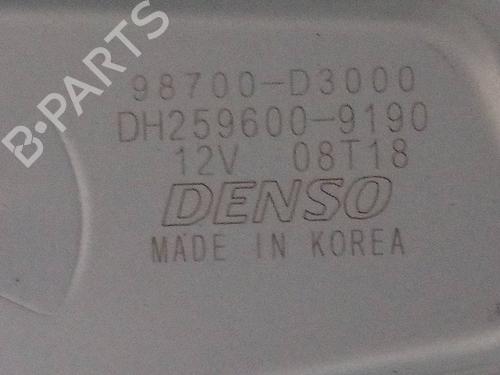 98700-D3000
DH259600-9190
12V 08T18
DENSO
MADE IN KOREA
B-PARTS